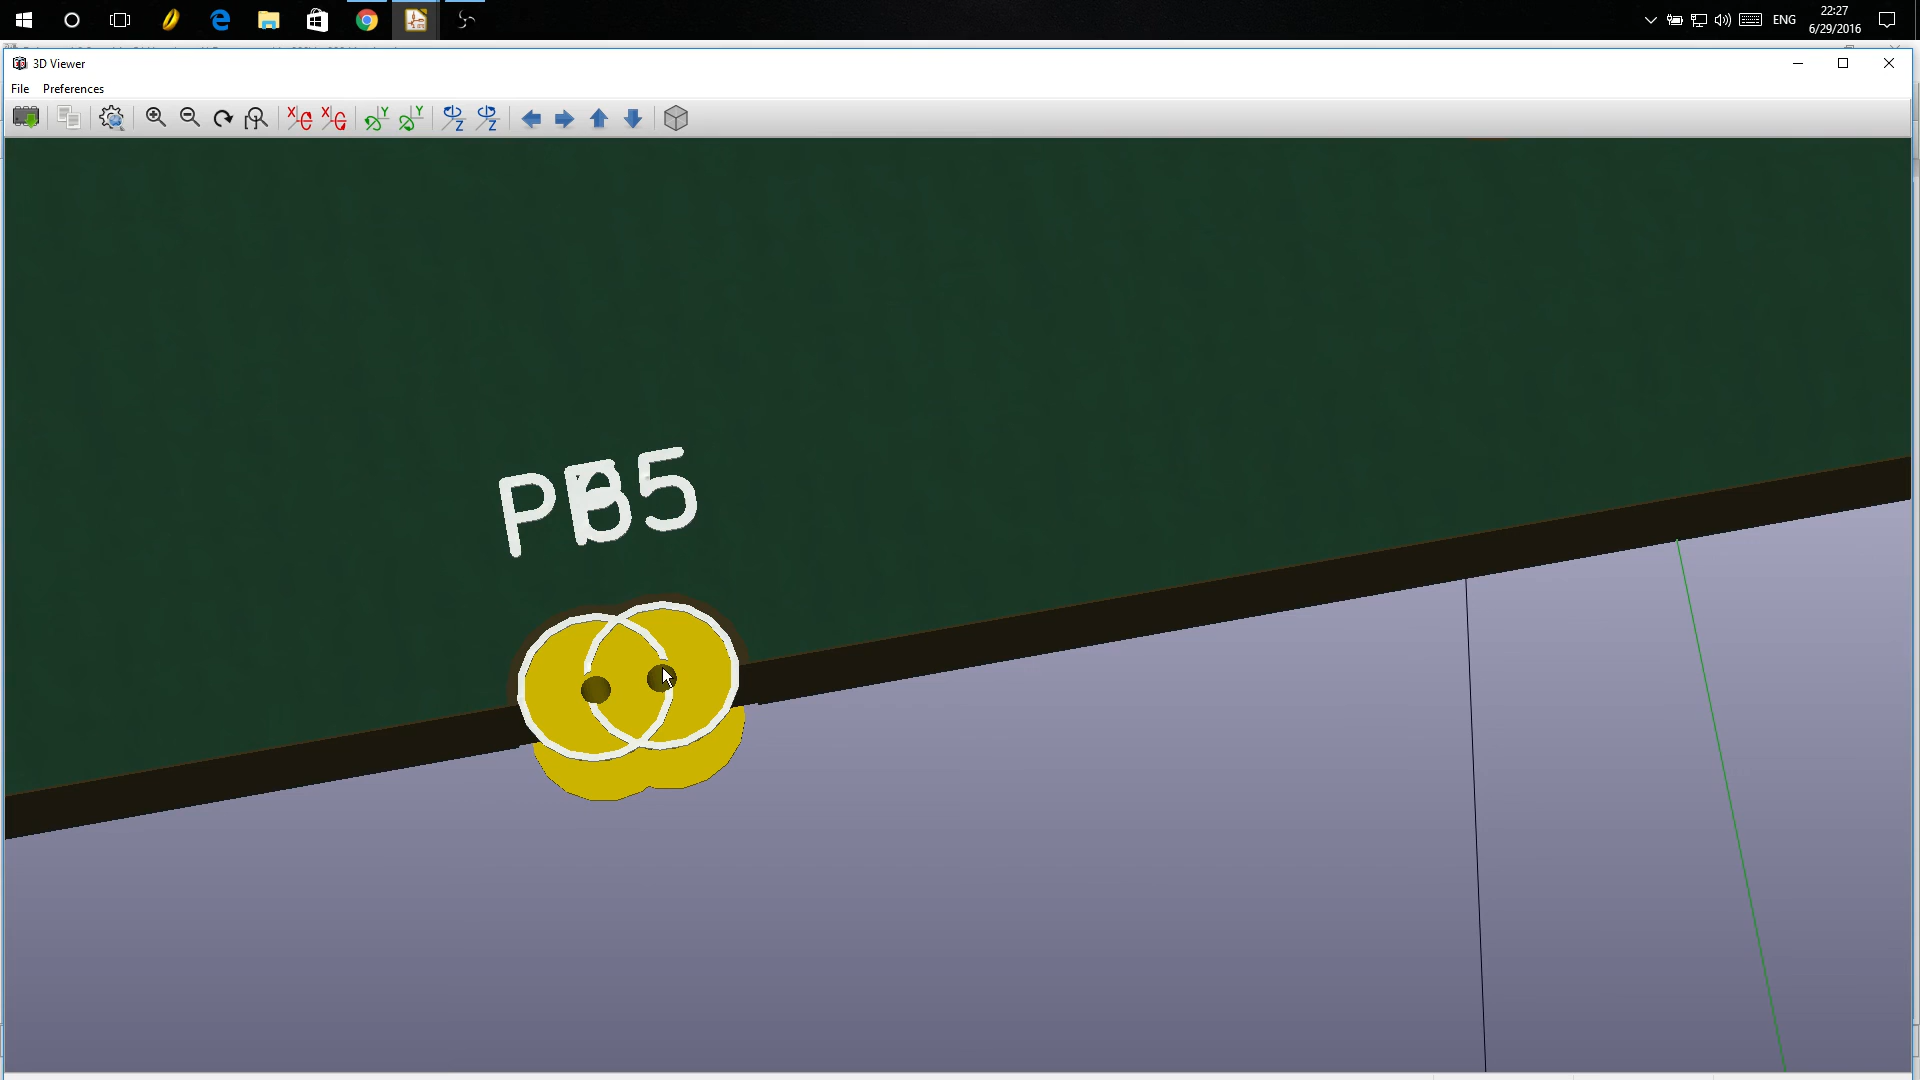 22:27
ENG
6/29/2016
3D Viewer
File Preferences
X X Y Y Z Z